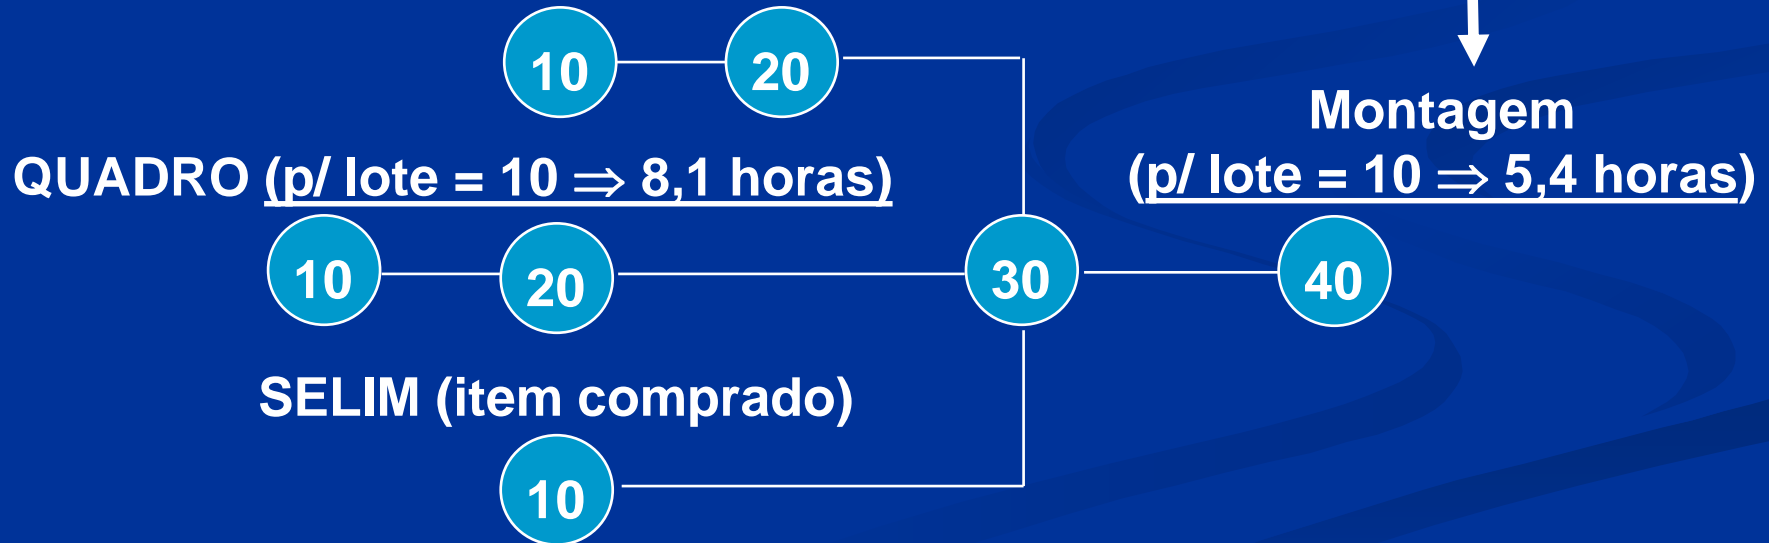 10
20
Montagem
QUADRO (p/ lote = 10 ⇒ 8,1 horas)
(p/ lote = 10 ⇒ 5,4 horas)
10
20
30
40
SELIM (item comprado)
10